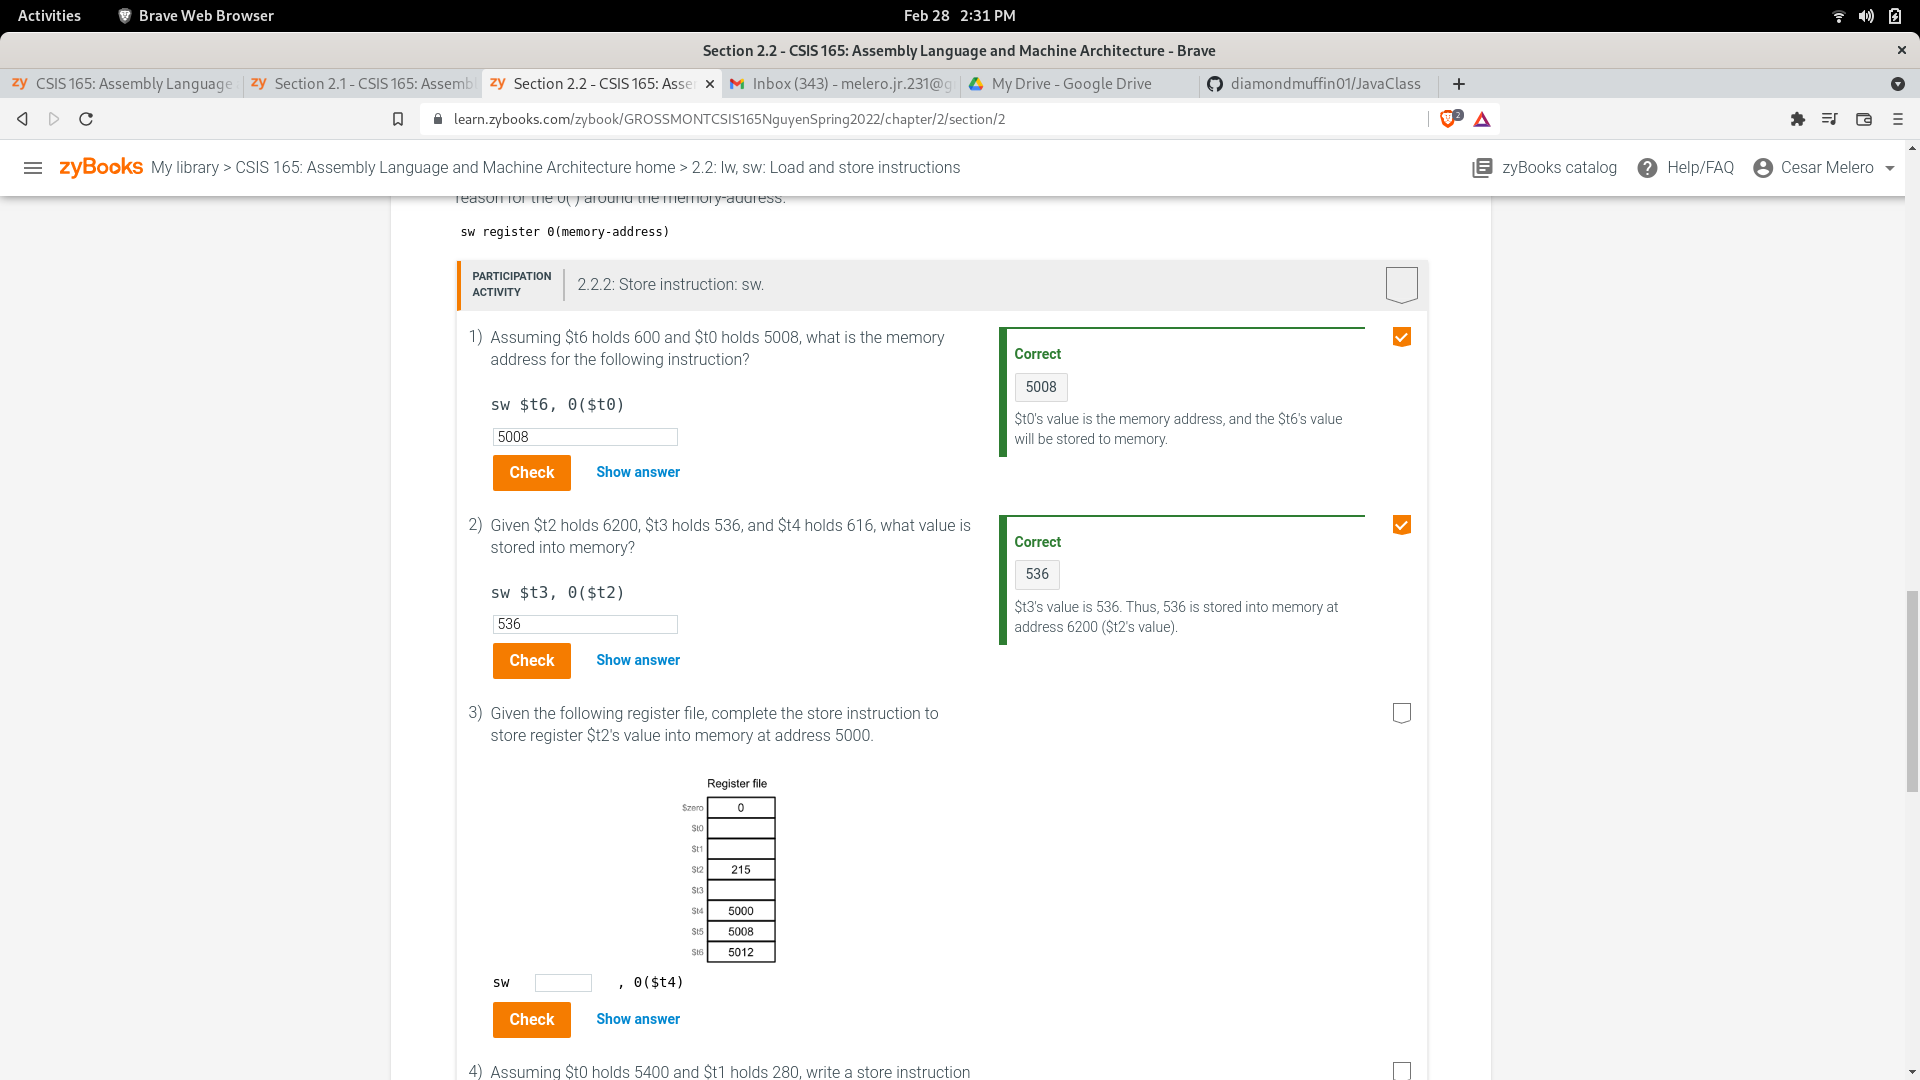 Activities
Brave Web Browser
Feb 28 2:31 PM
Section 2.2 - CSIS 165: Assembly Language and Machine Architecture - Brave
zy CSIS 165: Assembly Language
zy Section 2.1 - CSIS 165: Assemb
zy Section 2.2 - CSIS 165: Asse
Inbox (343) - melero.jr.231@g
My Drive - Google Drive
diamondmuffin01/JavaClass
learn.zybooks.com/zybook/GROSSMONTCSIS165NguyenSpring2022/chapter/2/section/2
2
zyBooks My library > CSIS 165: Assembly Language and Machine Architecture home > 2.2: lw, sw: Load and store instructions
zyBooks catalog
Help/FAQ
Cesar Melero
reason for the 0( ) around the memory-address.
sw register 0(memory-address)
PARTICIPATION
ACTIVITY
2.2.2: Store instruction: sw.
1) Assuming $t6 holds 600 and $t0 holds 5008, what is the memory
address for the following instruction?
sw $t6, 0($t0)
5008
Check
Show answer
Correct
5008
$t0's value is the memory address, and the $t6's value
will be stored to memory.
2) Given $t2 holds 6200, $t3 holds 536, and $t4 holds 616, what value is
stored into memory?
sw $t3, 0($t2)
536
Check
Show answer
Correct
536
$t3's value is 536. Thus, 536 is stored into memory at
address 6200 ($t2's value).
3) Given the following register file, complete the store instruction to
store register $t2's value into memory at address 5000.
Register file
$zero 0
$t0
$t1
$t2 215
$t3
$t4 5000
$t5 5008
$t6 5012
sw , 0($t4)
Check
Show answer
4) Assuming $t0 holds 5400 and $t1 holds 280, write a store instruction